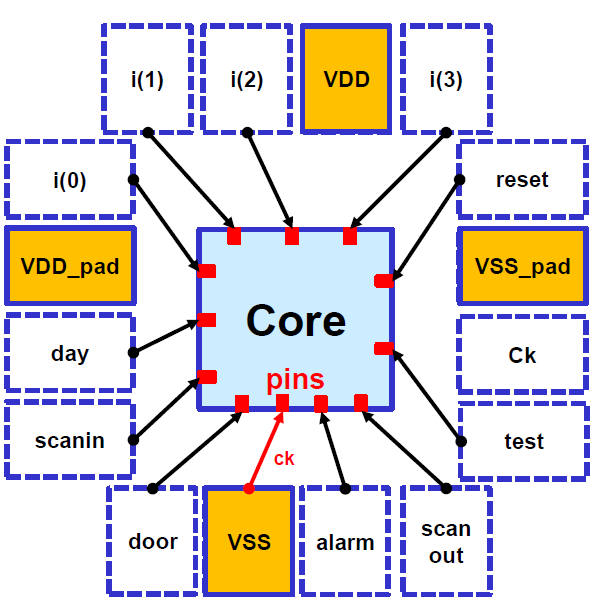 i(1)
i(2)
VDD
i(3)
i(0)
reset
VDD_pad
VSS_pad
Core
day
Ck
pins
scanin
test
ck
door
VSS
alarm
scan
out